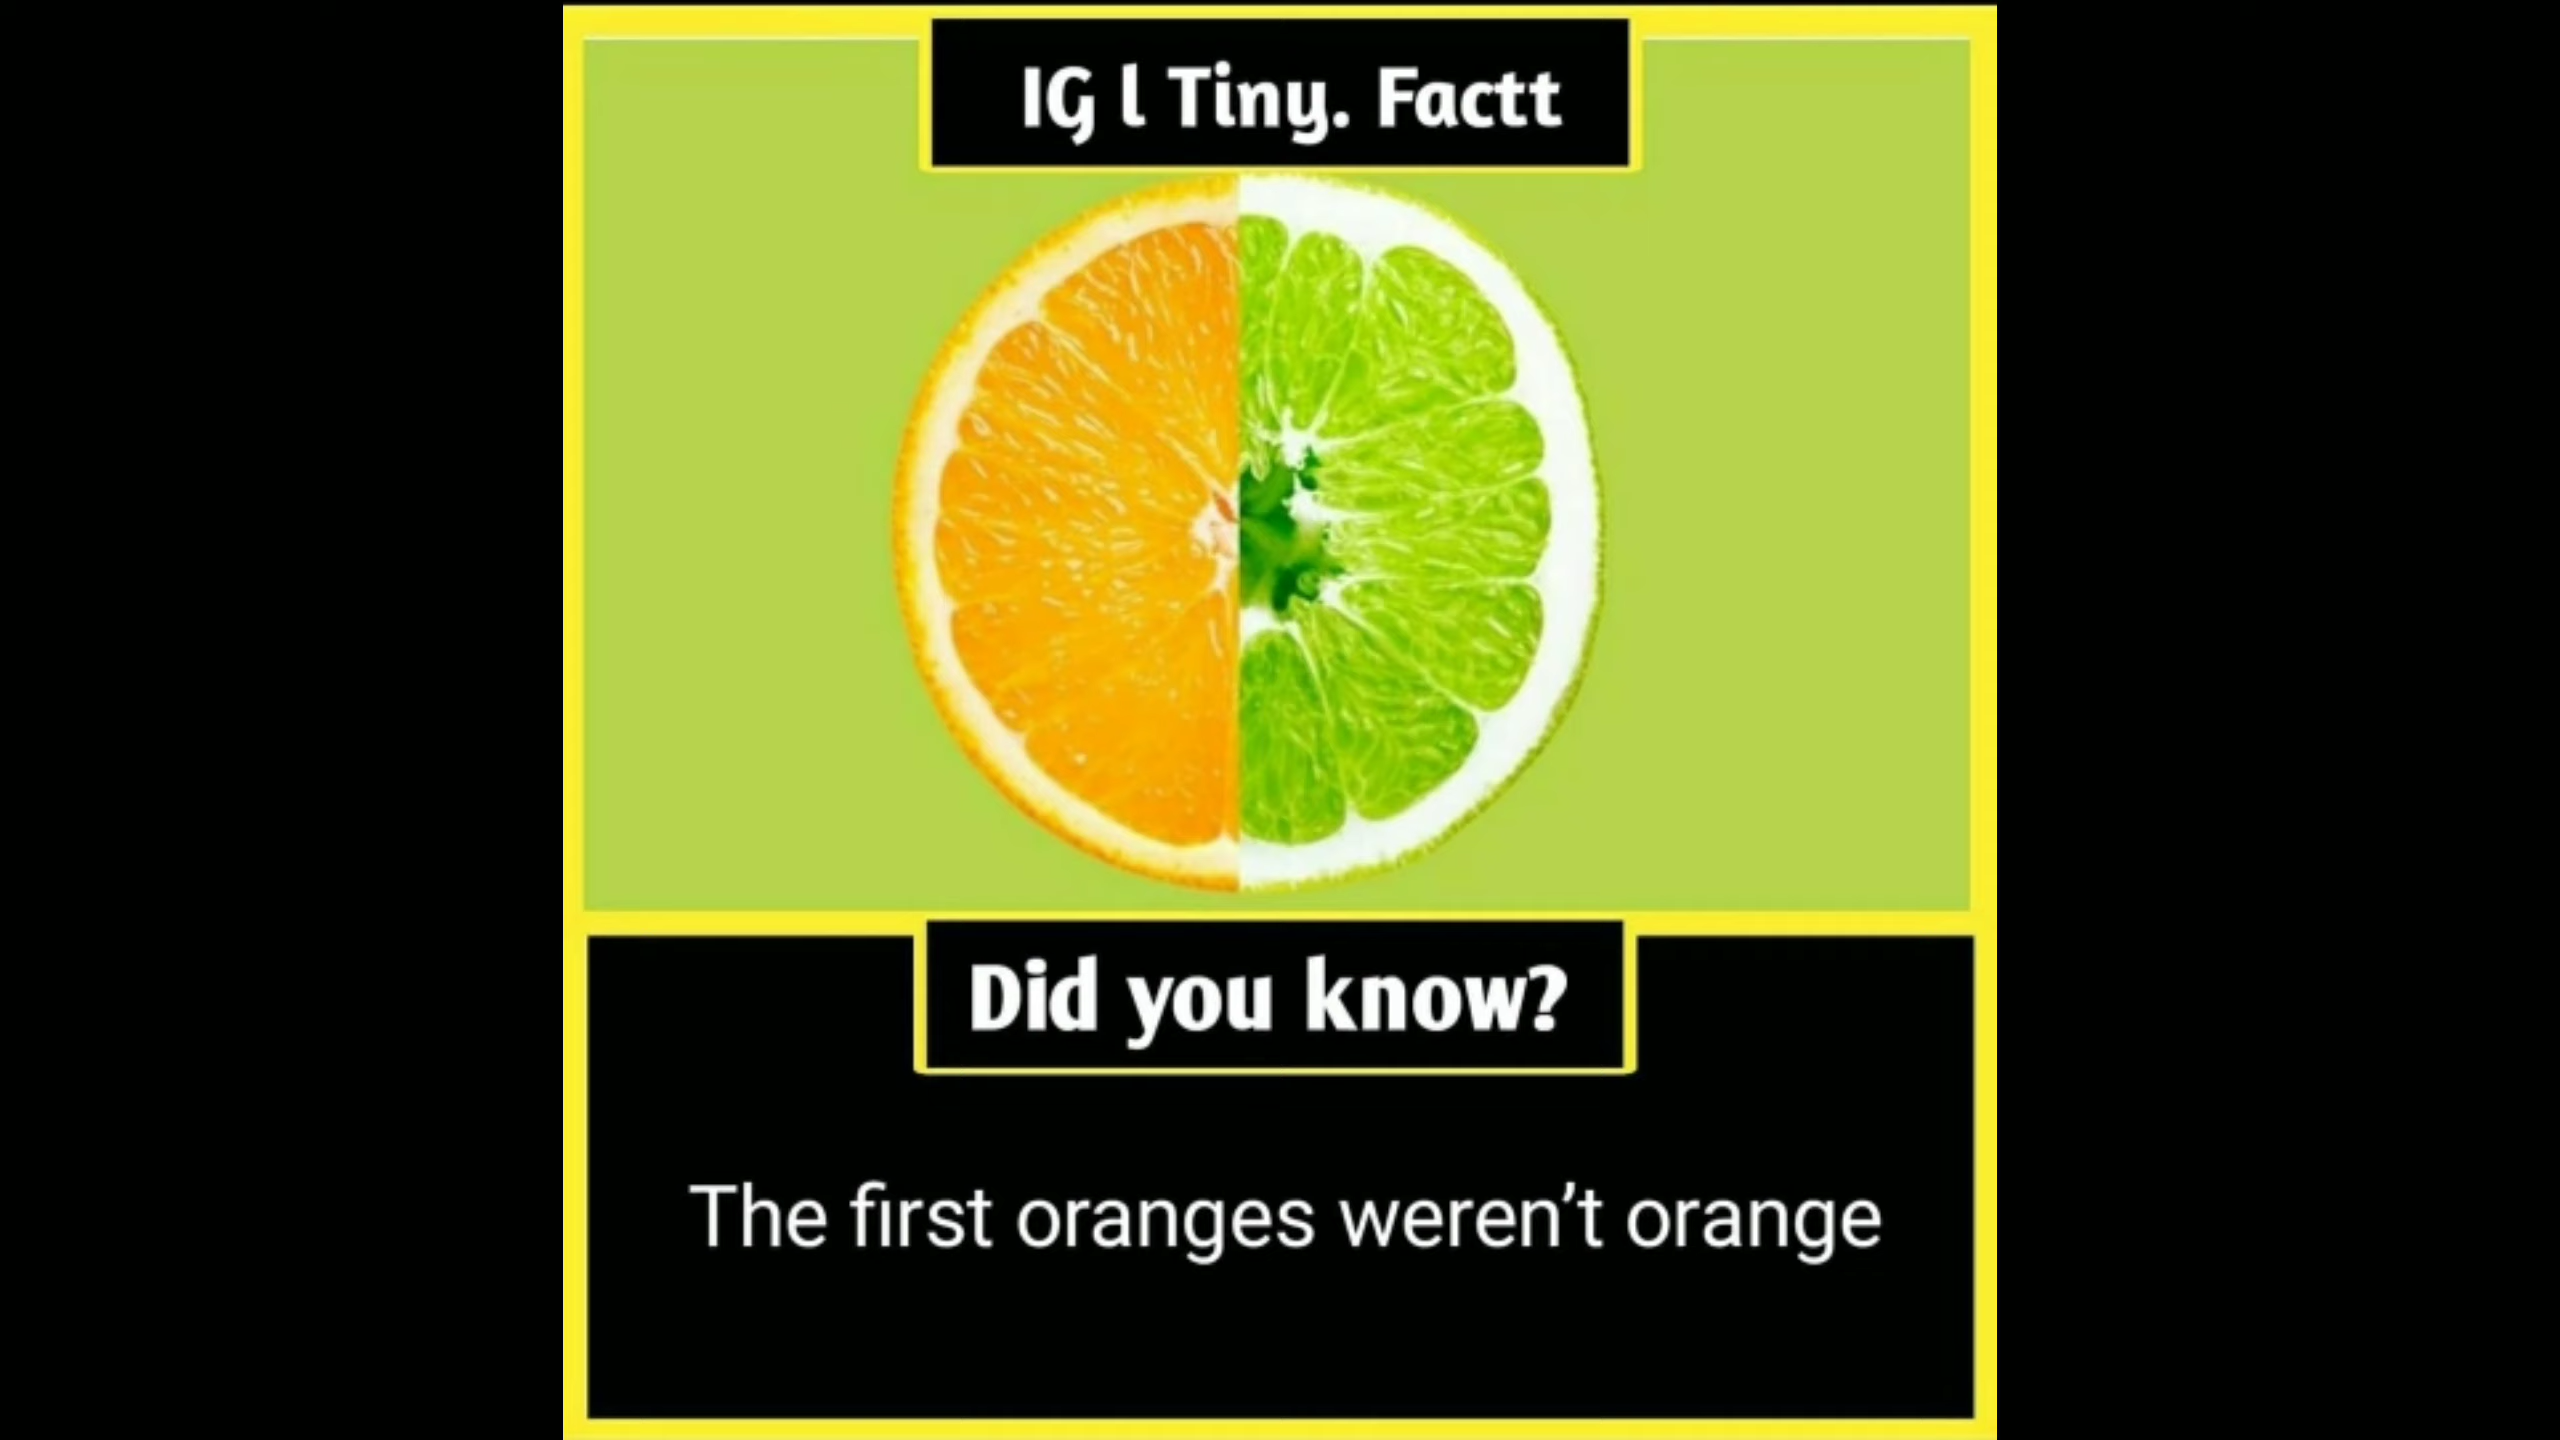 IG l Tiny. Factt
Did you know?
The first oranges weren’t orange